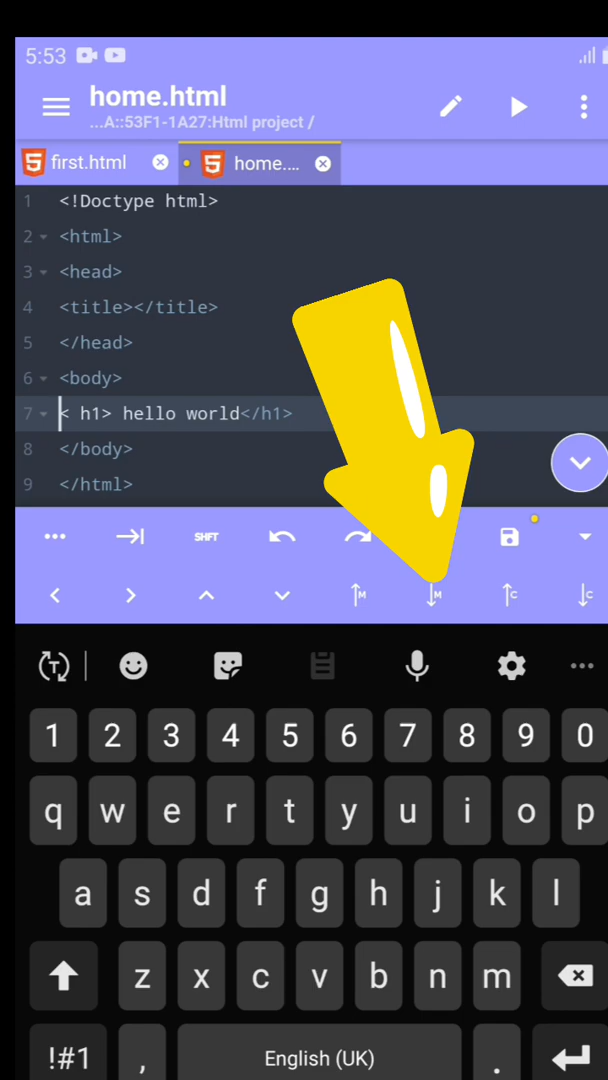 5:53
home.html
...A::53F1-1A27:Html project /
first.html
home....
1 <!Doctype html>
2 <html>
3 <head>
4 <title></title>
5 </head>
6 <body>
7 < h1> hello world</h1>
8 </body>
9 </html>
SHFT
M M C C
T
1 2 3 4 5 6 7 8 9 0
q w e r t y u i o p
a s d f g h j k l
z x c v b n m
!#1 , English (UK) .